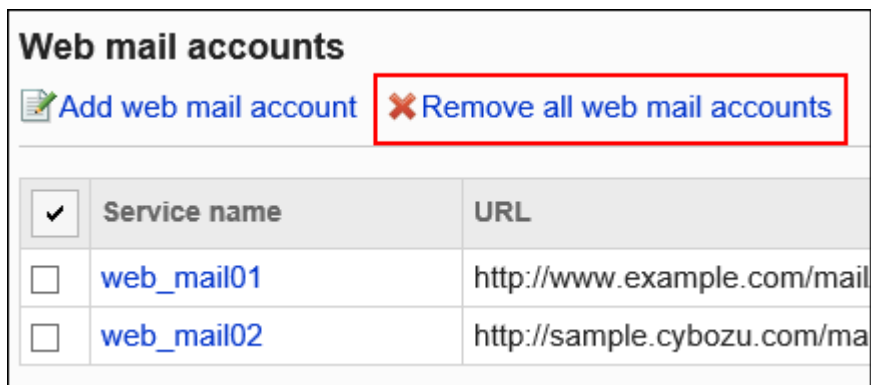 Web mail accounts
Add web mail account Remove all web mail accounts
Service name URL
web_mail01 http://www.example.com/mail
web_mail02 http://sample.cybozu.com/ma